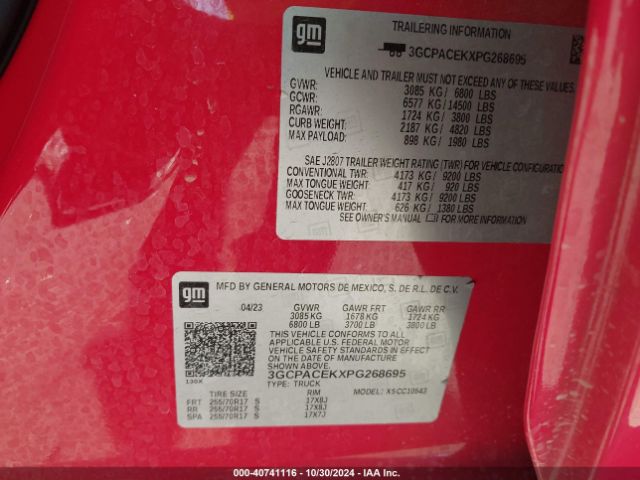 gm
TRAILERING INFORMATION
3GCPACEKXPG268695
VEHICLE AND TRAILER MUST NOT EXCEED ANY OF THESE VALUES.
GVWR: 3085 KG / 6800 LBS
GCWR: 6577 KG / 14500 LBS
RGAWR: 1724 KG / 3800 LBS
CURB WEIGHT: 2187 KG / 4820 LBS
MAX PAYLOAD: 898 KG / 1980 LBS
SAE J2807 TRAILER WEIGHT RATING (TWR) FOR VEHICLE CONFIGURATION
CONVENTIONAL TWR: 4173 KG / 9200 LBS
MAX TONGUE WEIGHT: 417 KG / 920 LBS
GOOSENECK TWR: 4173 KG / 9200 LBS
MAX TONGUE WEIGHT: 626 KG / 1380 LBS
SEE OWNER'S MANUAL FOR MORE INFORMATION
gm
MFD BY GENERAL MOTORS DE MEXICO, S. DE R.L. DE C.V.
04/23 GVWR GAWR FRT GAWR RR
3085 KG 1678 KG 1724 KG
6800 LB 3700 LB 3800 LB
THIS VEHICLE CONFORMS TO ALL
APPLICABLE U.S. FEDERAL MOTOR
VEHICLE SAFETY STANDARDS IN EFFECT
ON THE DATE OF MANUFACTURE
SHOWN ABOVE.
3GCPACEKXPG268695
TYPE: TRUCK
130X
TIRE SIZE RIM MODEL: XSCC10543
FRT 255/70R17 S 17X8J
RR 255/70R17 S 17X8J
SPA 255/70R17 S 17X7J
000-40741116 - 10/30/2024 - IAA Inc.